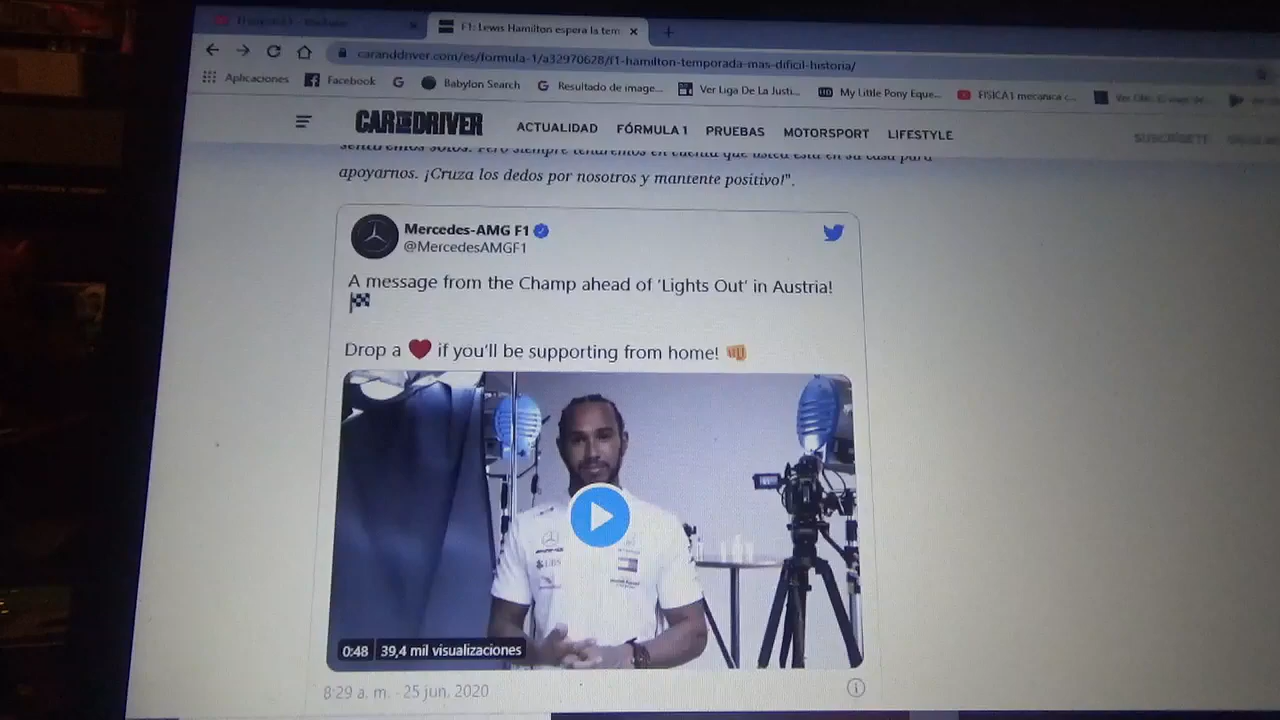 F1: Lewis Hamilton espera la tem
caranddriver.com/es/formula-1/a32970628/f1-hamilton-temporada-mas-dificil-historia/
Aplicaciones Facebook Babylon Search Resultado de image... Ver Liga De La Justi... My Little Pony Eque... FISICA1 mecanica c...
CAR AND DRIVER ACTUALIDAD FÓRMULA 1 PRUEBAS MOTORSPORT LIFESTYLE SUSCRÍBETE
sentiremos solos. Pero siempre tendremos en cuenta que usted está en su casa para
apoyarnos. ¡Cruza los dedos por nosotros y mantente positivo!".
Mercedes-AMG F1
@MercedesAMGF1
A message from the Champ ahead of 'Lights Out' in Austria!
🏁
Drop a ❤️ if you'll be supporting from home! 👊
UBS
0:48 39,4 mil visualizaciones
8:29 a. m. · 25 jun. 2020